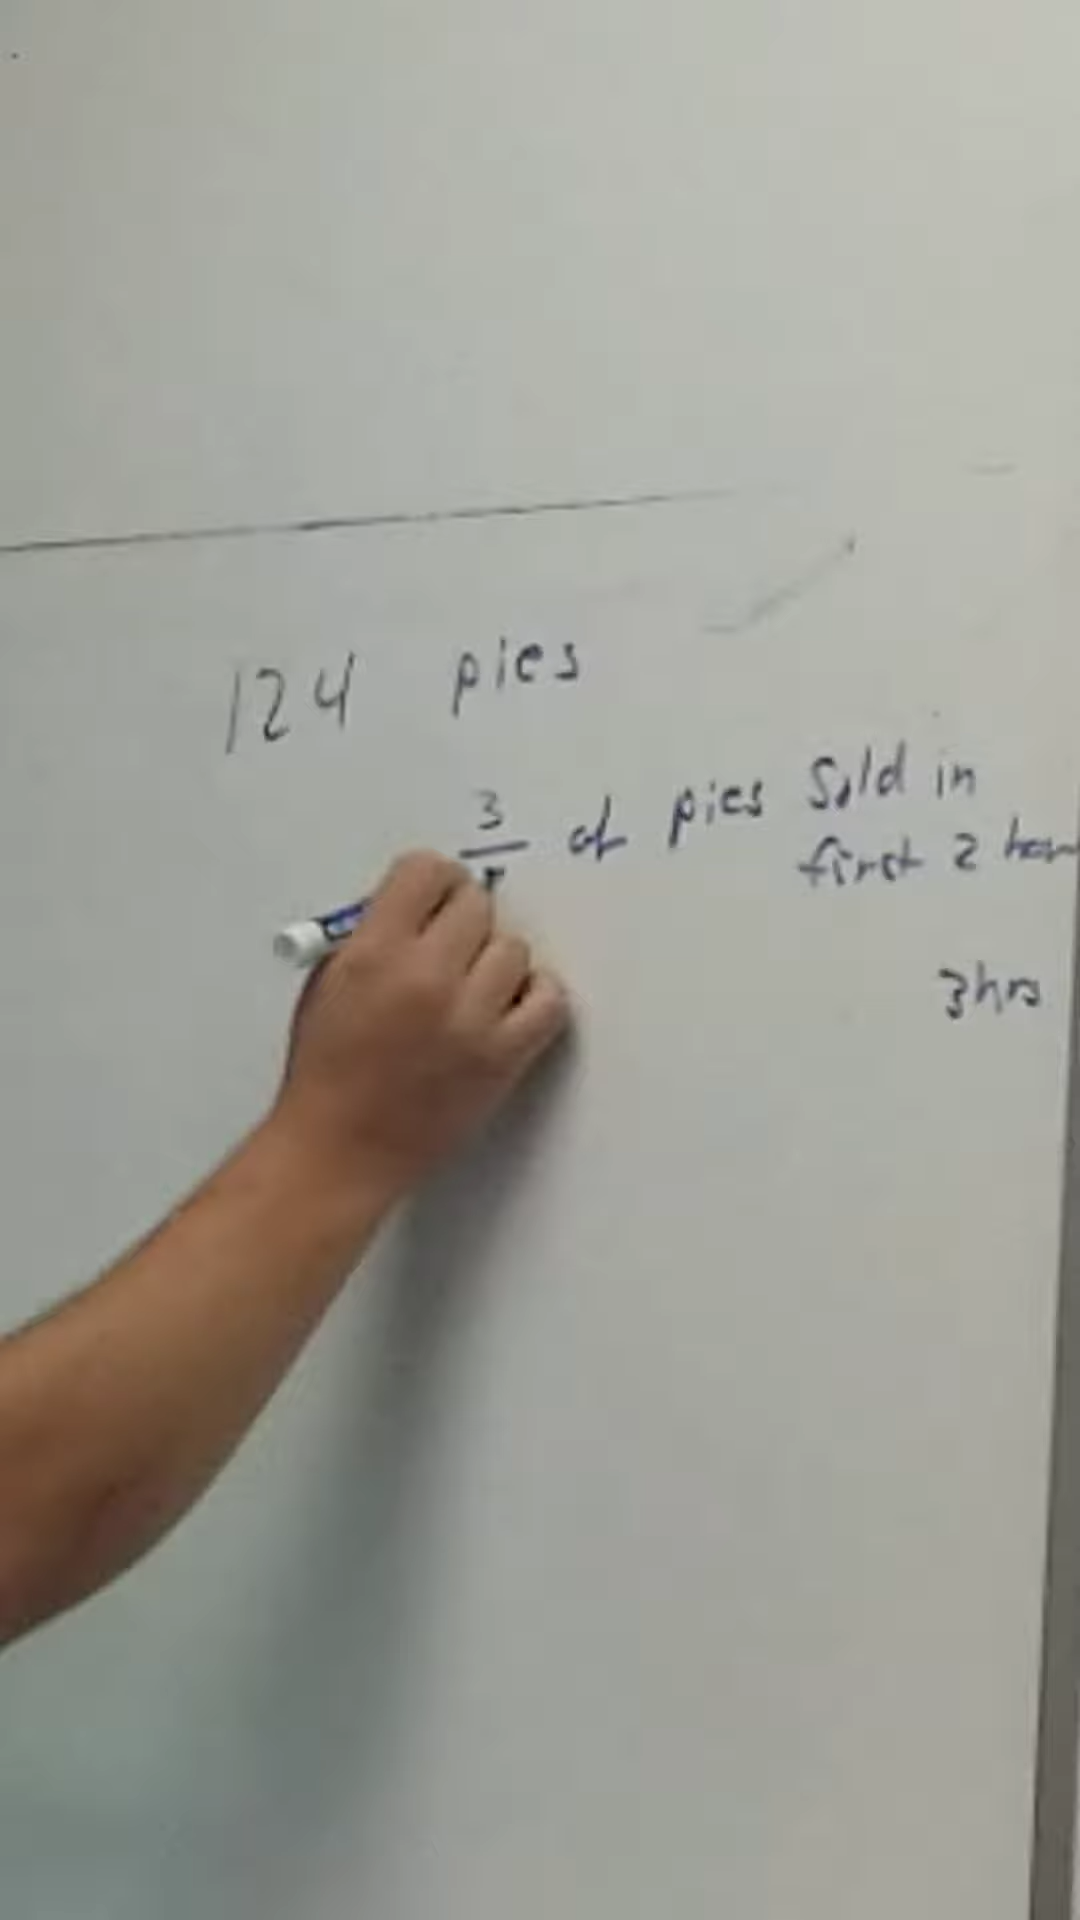 124 pies
3
of pies Sold in
first 2
3hrs